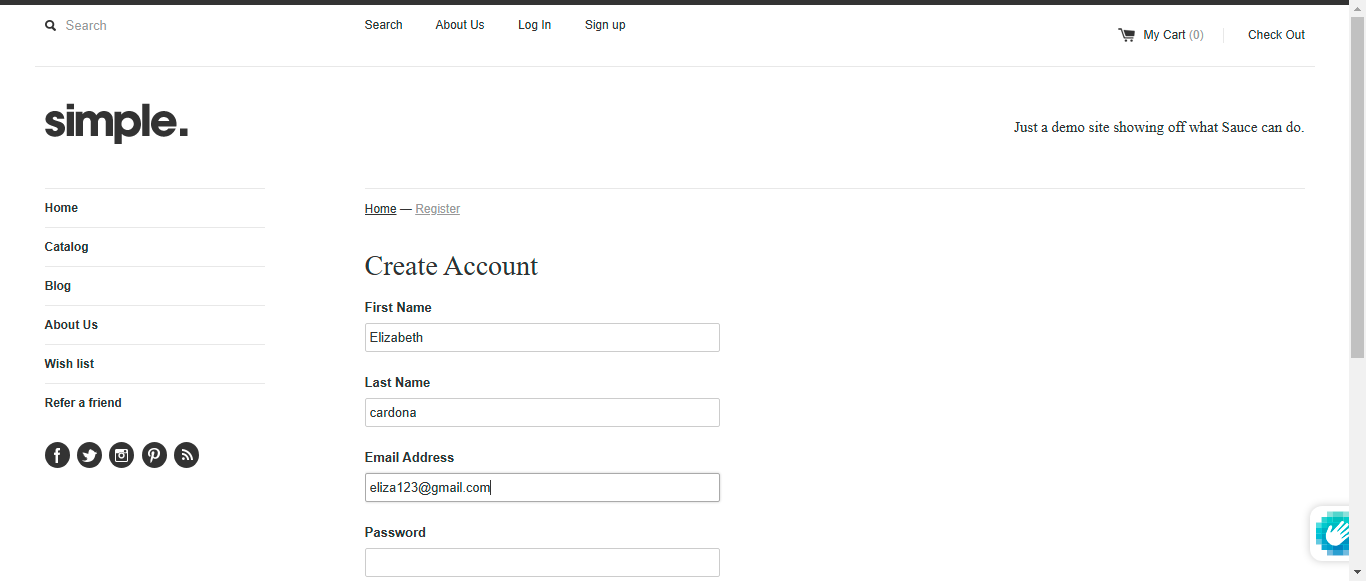 Search
Search About Us Log In Sign up
My Cart (0) Check Out
simple.
Just a demo site showing off what Sauce can do.
Home
Catalog
Blog
About Us
Wish list
Refer a friend
Home — Register
Create Account
First Name
Elizabeth
Last Name
cardona
Email Address
eliza123@gmail.com
Password